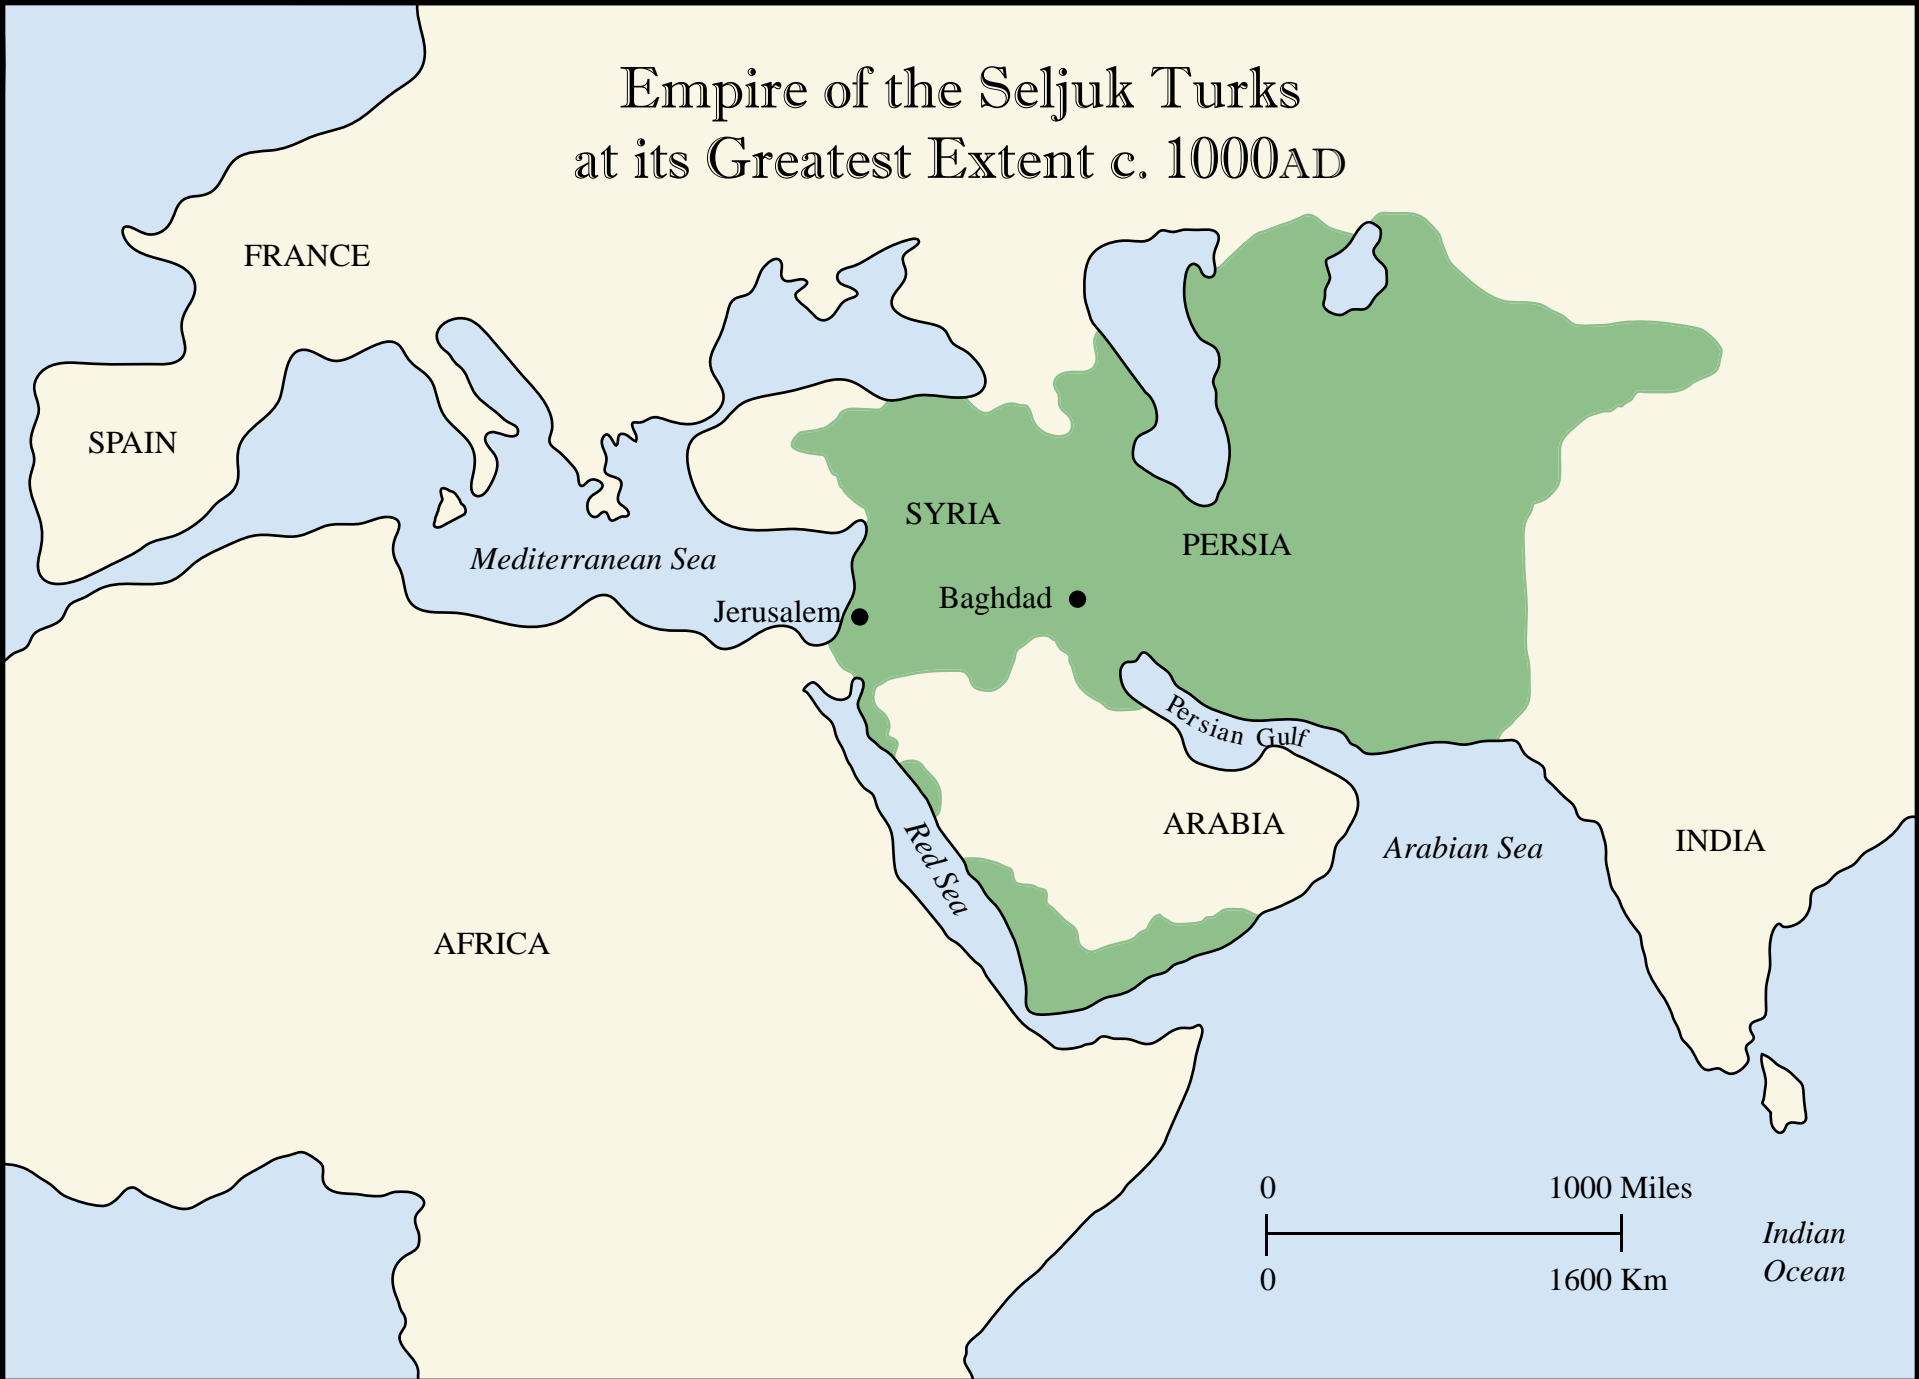 Empire of the Seljuk Turks
at its Greatest Extent c. 1000AD
FRANCE
SPAIN
SYRIA
PERSIA
Mediterranean Sea
Jerusalem
Baghdad
Persian Gulf
ARABIA
Red Sea
Arabian Sea
INDIA
AFRICA
0 1000 Miles
0 1600 Km
Indian
Ocean